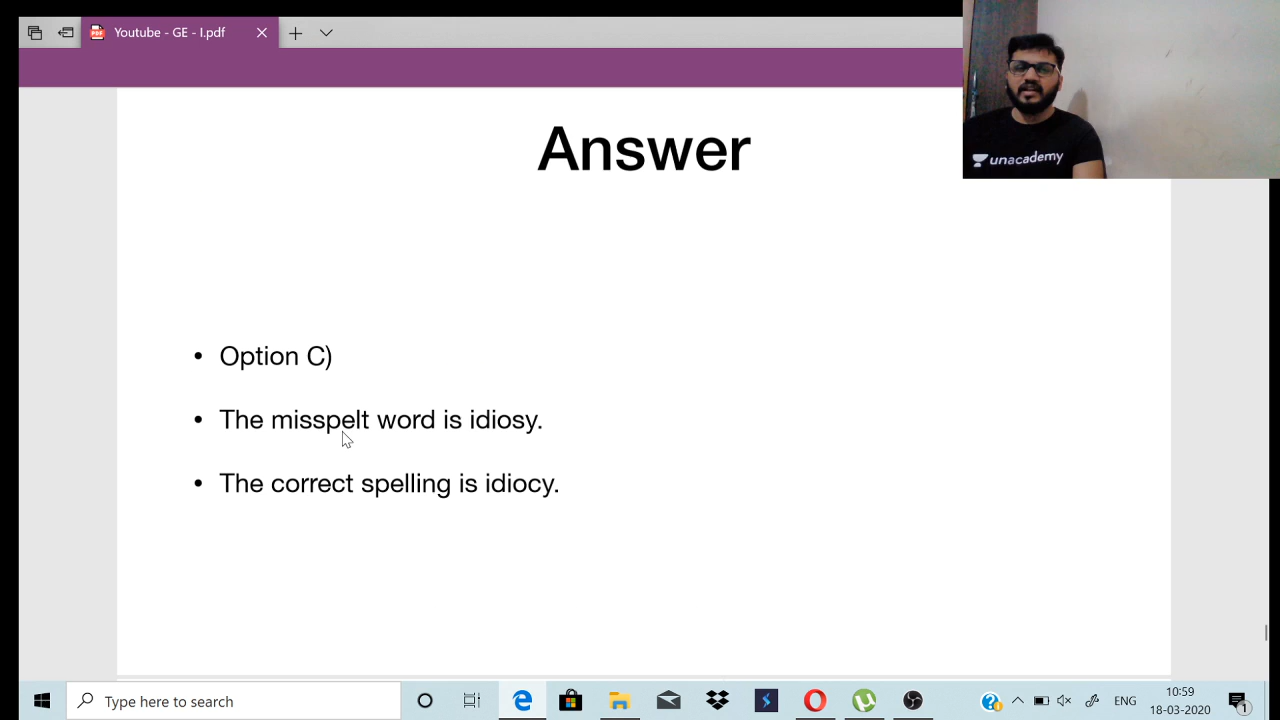 Youtube - GE - I.pdf
unacademy
Answer
• Option C)
• The misspelt word is idiosy.
• The correct spelling is idiocy.
Type here to search
ENG
10:59
18-03-2020
1